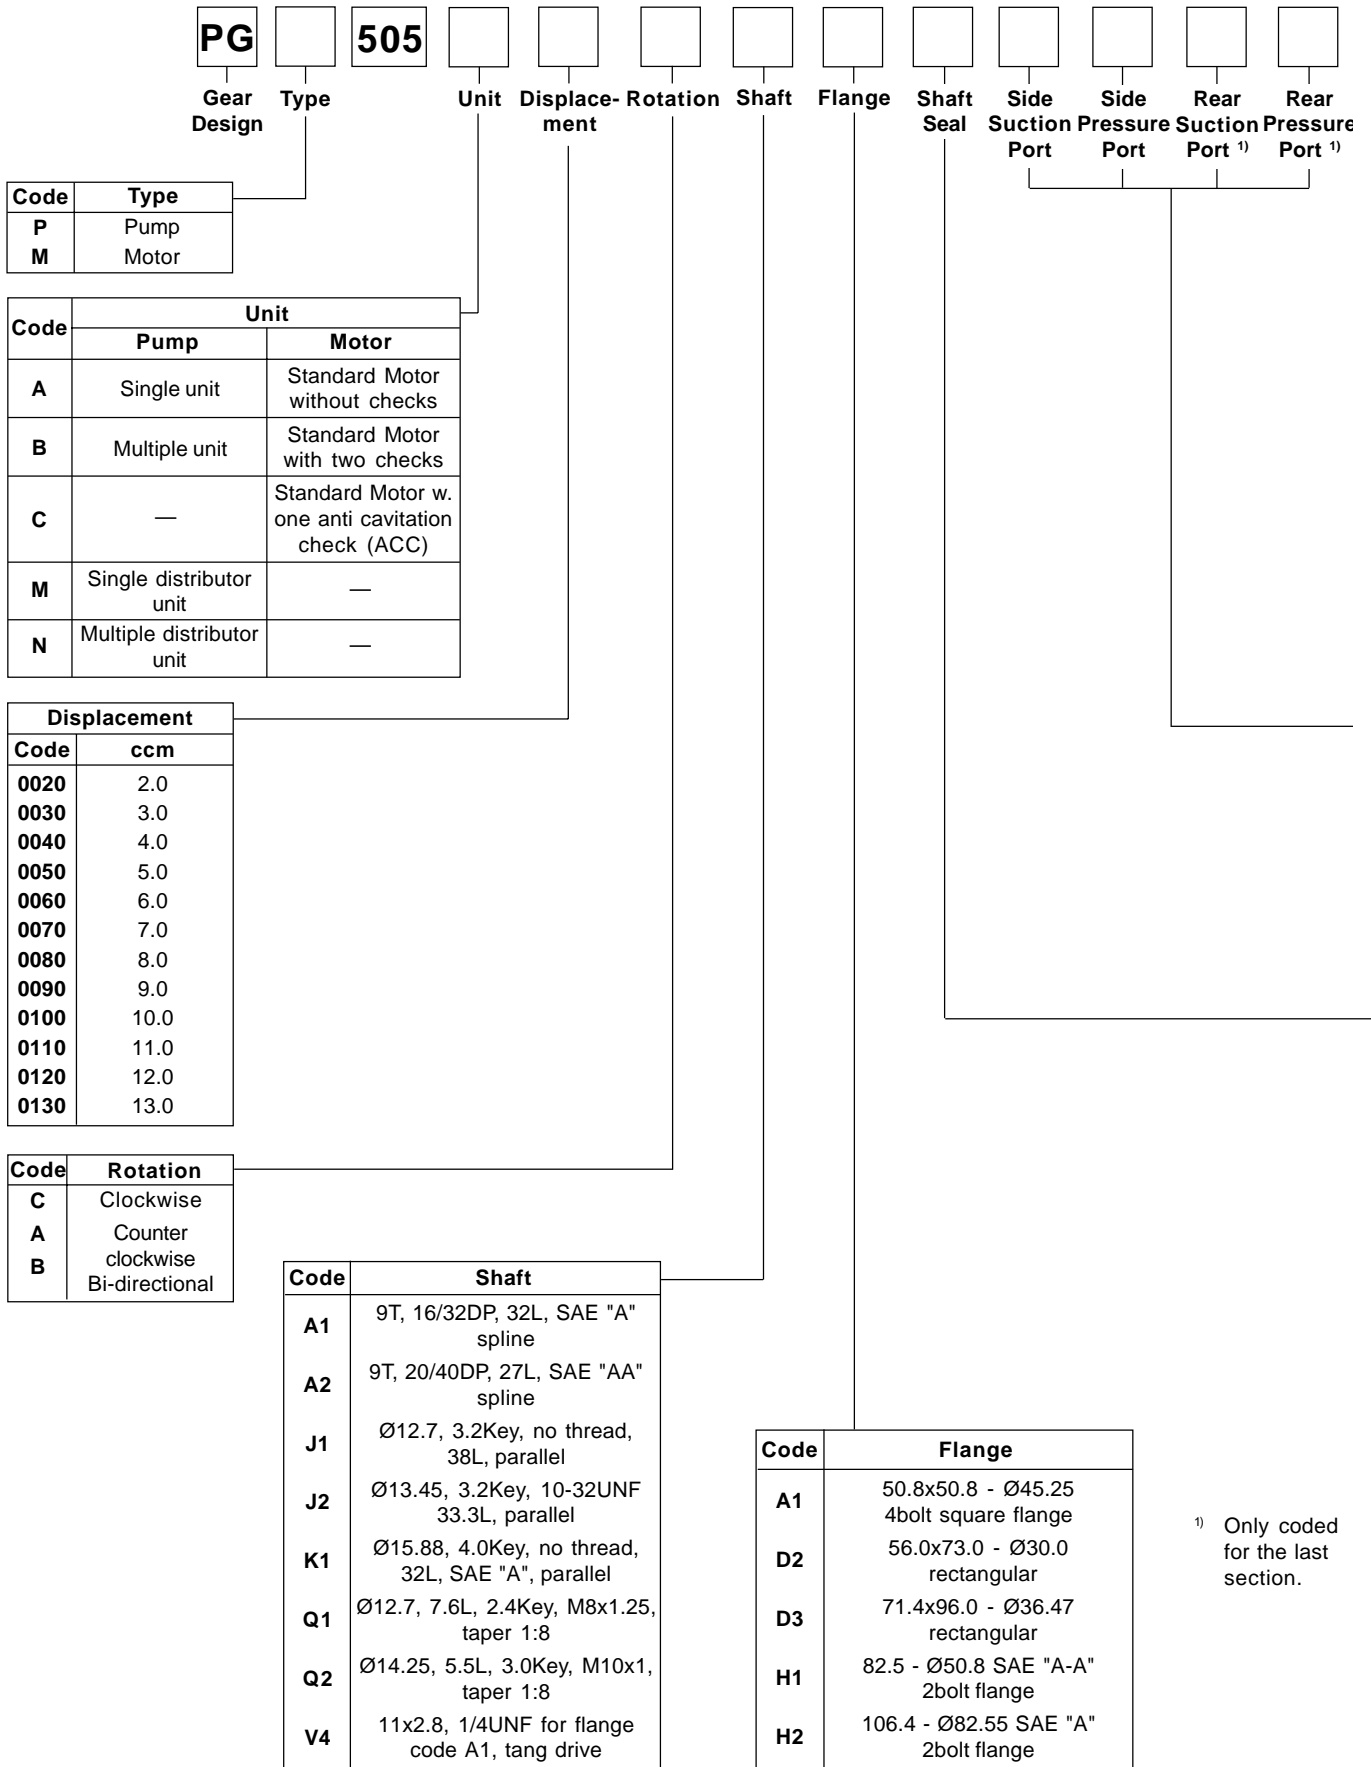 PG 505
Gear Design
Type
Unit
Displace-ment
Rotation
Shaft
Flange
Shaft Seal
Side Suction Port
Side Pressure Port
Rear Suction Port 1)
Rear Pressure Port 1)
Code Type
P Pump
M Motor
Code Unit
Pump Motor
A Single unit Standard Motor without checks
B Multiple unit Standard Motor with two checks
C — Standard Motor w. one anti cavitation check (ACC)
M Single distributor unit —
N Multiple distributor unit —
Displacement
Code ccm
0020 2.0
0030 3.0
0040 4.0
0050 5.0
0060 6.0
0070 7.0
0080 8.0
0090 9.0
0100 10.0
0110 11.0
0120 12.0
0130 13.0
Code Rotation
C Clockwise
A Counter clockwise
B Bi-directional
Code Shaft
A1 9T, 16/32DP, 32L, SAE "A" spline
A2 9T, 20/40DP, 27L, SAE "AA" spline
J1 Ø12.7, 3.2Key, no thread, 38L, parallel
J2 Ø13.45, 3.2Key, 10-32UNF 33.3L, parallel
K1 Ø15.88, 4.0Key, no thread, 32L, SAE "A", parallel
Q1 Ø12.7, 7.6L, 2.4Key, M8x1.25, taper 1:8
Q2 Ø14.25, 5.5L, 3.0Key, M10x1, taper 1:8
V4 11x2.8, 1/4UNF for flange code A1, tang drive
Code Flange
A1 50.8x50.8 - Ø45.25 4bolt square flange
D2 56.0x73.0 - Ø30.0 rectangular
D3 71.4x96.0 - Ø36.47 rectangular
H1 82.5 - Ø50.8 SAE "A-A" 2bolt flange
H2 106.4 - Ø82.55 SAE "A" 2bolt flange
1) Only coded
for the last
section.